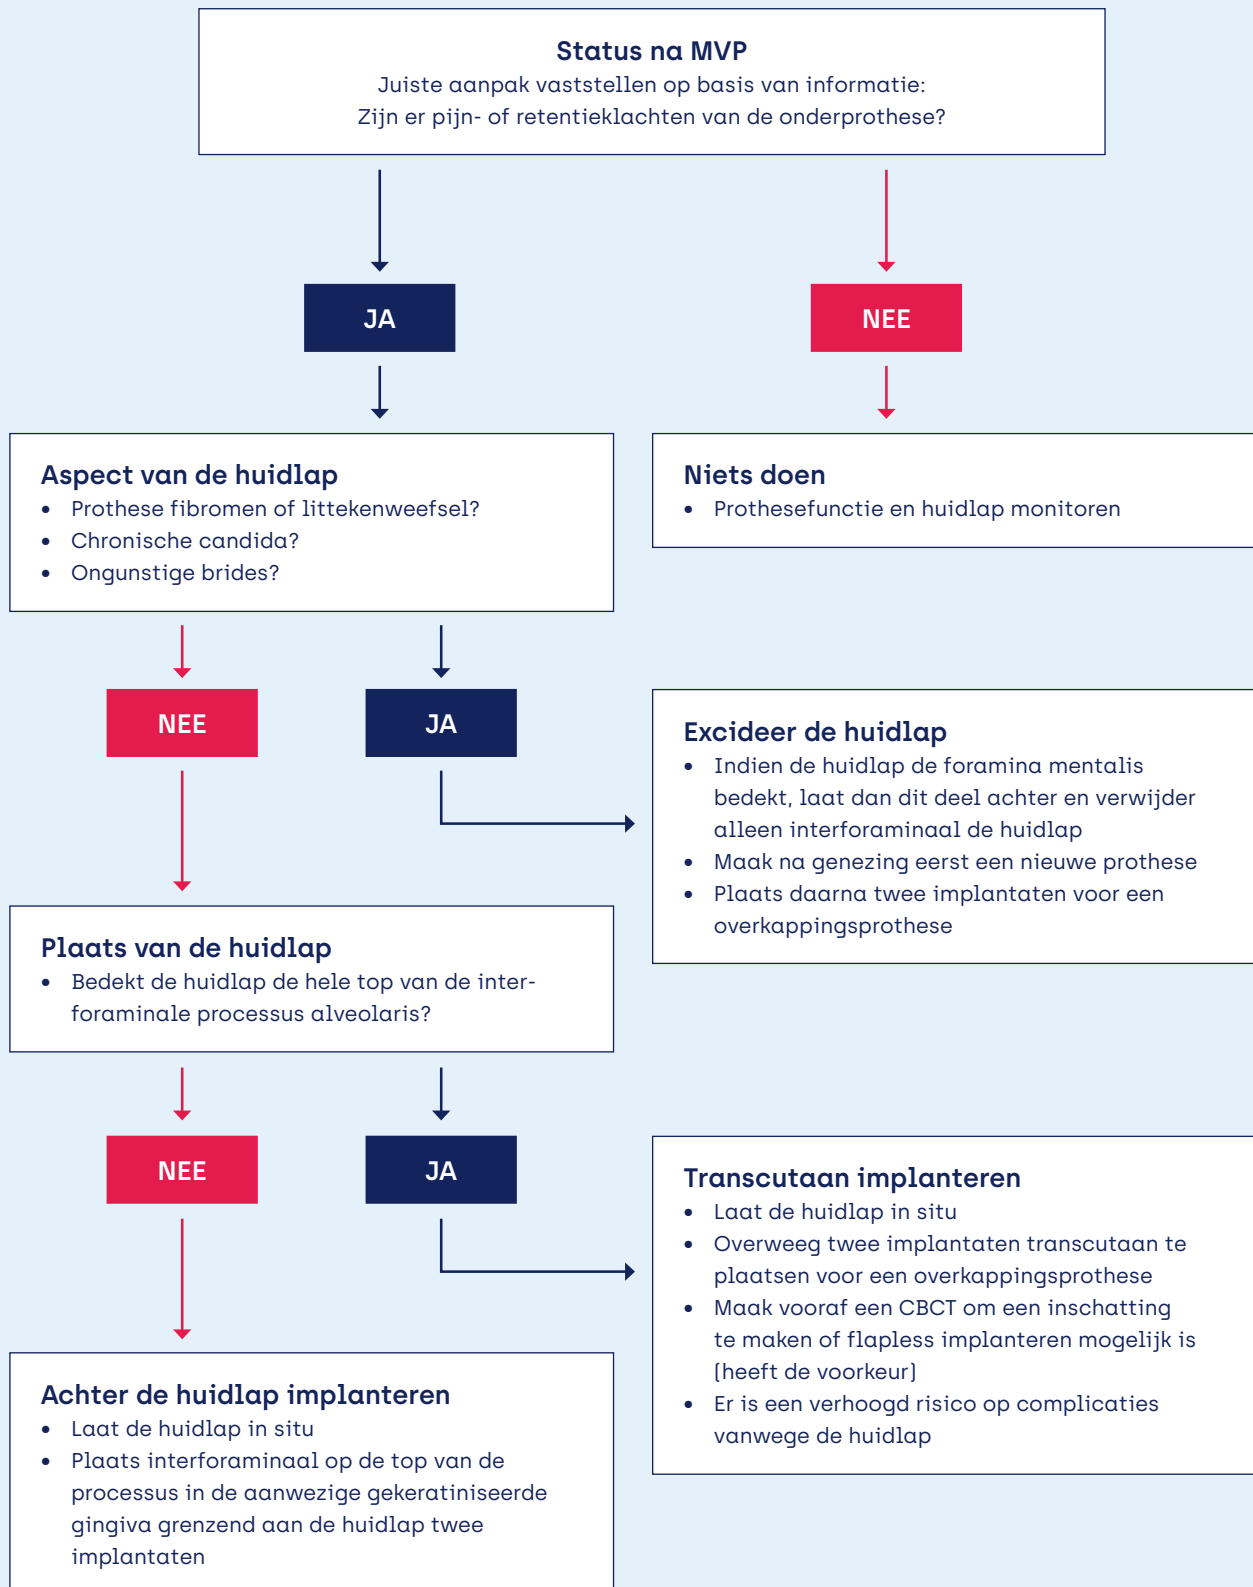 Status na MVP
Juiste aanpak vaststellen op basis van informatie:
Zijn er pijn- of retentieklachten van de onderprothese?
JA
NEE
Aspect van de huidlap
• Prothese fibromen of littekenweefsel?
• Chronische candida?
• Ongunstige brides?
Niets doen
• Prothesefunctie en huidlap monitoren
NEE
JA
Excideer de huidlap
• Indien de huidlap de foramina mentalis
bedekt, laat dan dit deel achter en verwijder
alleen interforaminaal de huidlap
• Maak na genezing eerst een nieuwe prothese
• Plaats daarna twee implantaten voor een
overkappingsprothese
Plaats van de huidlap
• Bedekt de huidlap de hele top van de inter-
foraminale processus alveolaris?
NEE
JA
Transcutaan implanteren
• Laat de huidlap in situ
• Overweeg twee implantaten transcutaan te
plaatsen voor een overkappingsprothese
• Maak vooraf een CBCT om een inschatting
te maken of flapless implanteren mogelijk is
(heeft de voorkeur)
• Er is een verhoogd risico op complicaties
vanwege de huidlap
Achter de huidlap implanteren
• Laat de huidlap in situ
• Plaats interforaminaal op de top van de
processus in de aanwezige gekeratiniseerde
gingiva grenzend aan de huidlap twee
implantaten